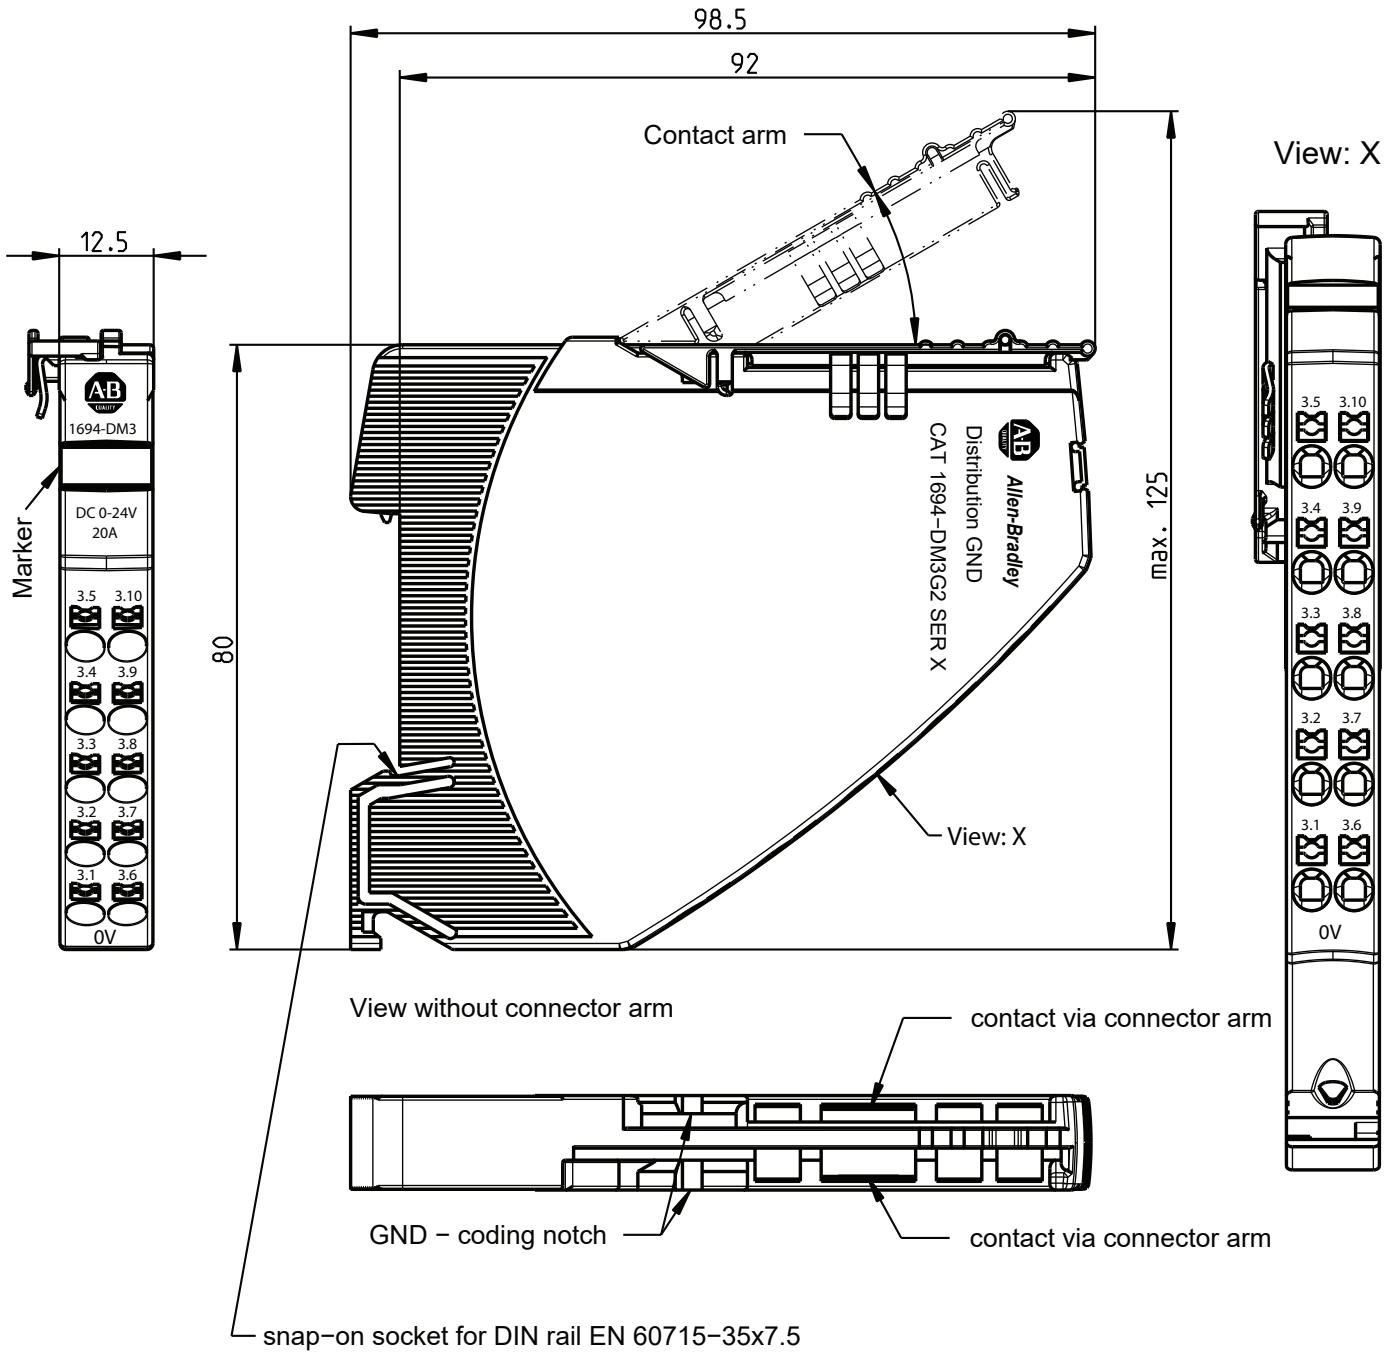 98.5
92
Contact arm
View: X
12.5
A·B
QUALITY
1694-DM3
Marker
DC 0-24V
20A
3.5 3.10
3.4 3.9
3.3 3.8
3.2 3.7
3.1 3.6
0V
80
A·B
QUALITY
Allen-Bradley
Distribution GND
CAT 1694-DM3G2 SER X
max. 125
View: X
3.5 3.10
3.4 3.9
3.3 3.8
3.2 3.7
3.1 3.6
0V
View without connector arm
contact via connector arm
GND - coding notch
contact via connector arm
snap-on socket for DIN rail EN 60715-35x7.5